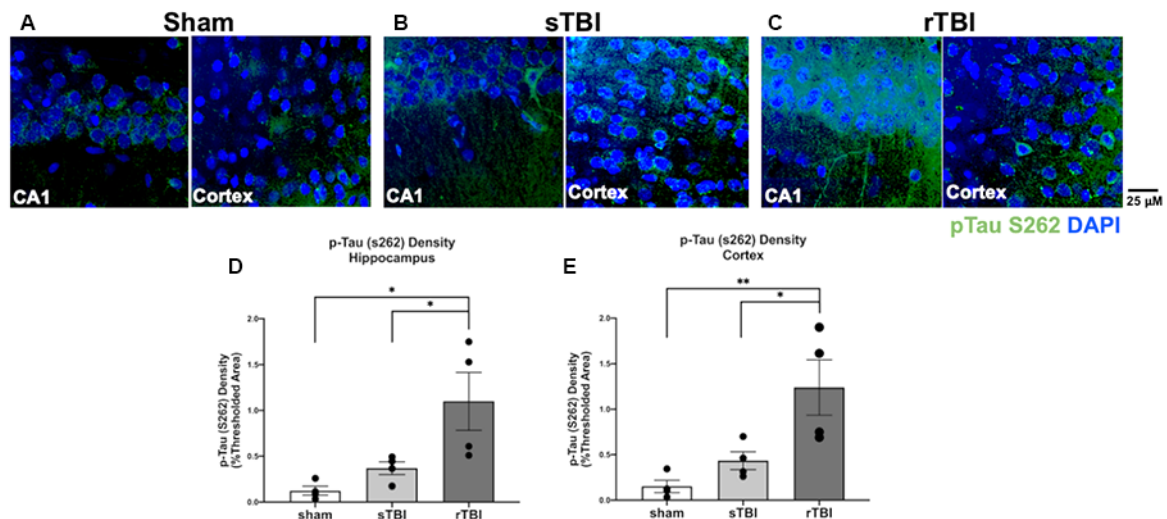 A Sham B sTBI C rTBI
CA1 Cortex CA1 Cortex CA1 Cortex
25 µM
pTau S262 DAPI
D
p-Tau (s262) Density
Hippocampus
*
*
p-Tau (S262) Density
(%Thresholded Area)
2.0
1.5
1.0
0.5
0.0
sham sTBI rTBI
E
p-Tau (s262) Density
Cortex
**
*
p-Tau (S262) Density
(%Thresholded Area)
2.0
1.5
1.0
0.5
0.0
sham sTBI rTBI